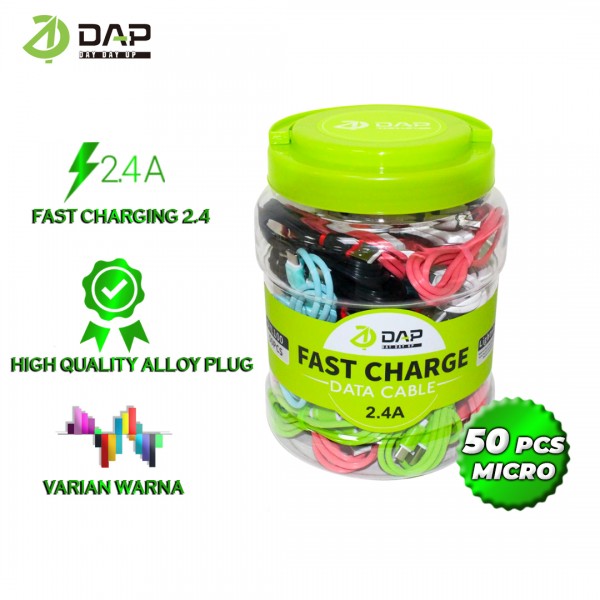 DAP
DAY DAY UP
DAP
2.4A
FAST CHARGING 2.4
HIGH QUALITY ALLOY PLUG
VARIAN WARNA
DAP
DAY DAY UP
FAST CHARGE
DATA CABLE
2.4A
50 PCS
MICRO